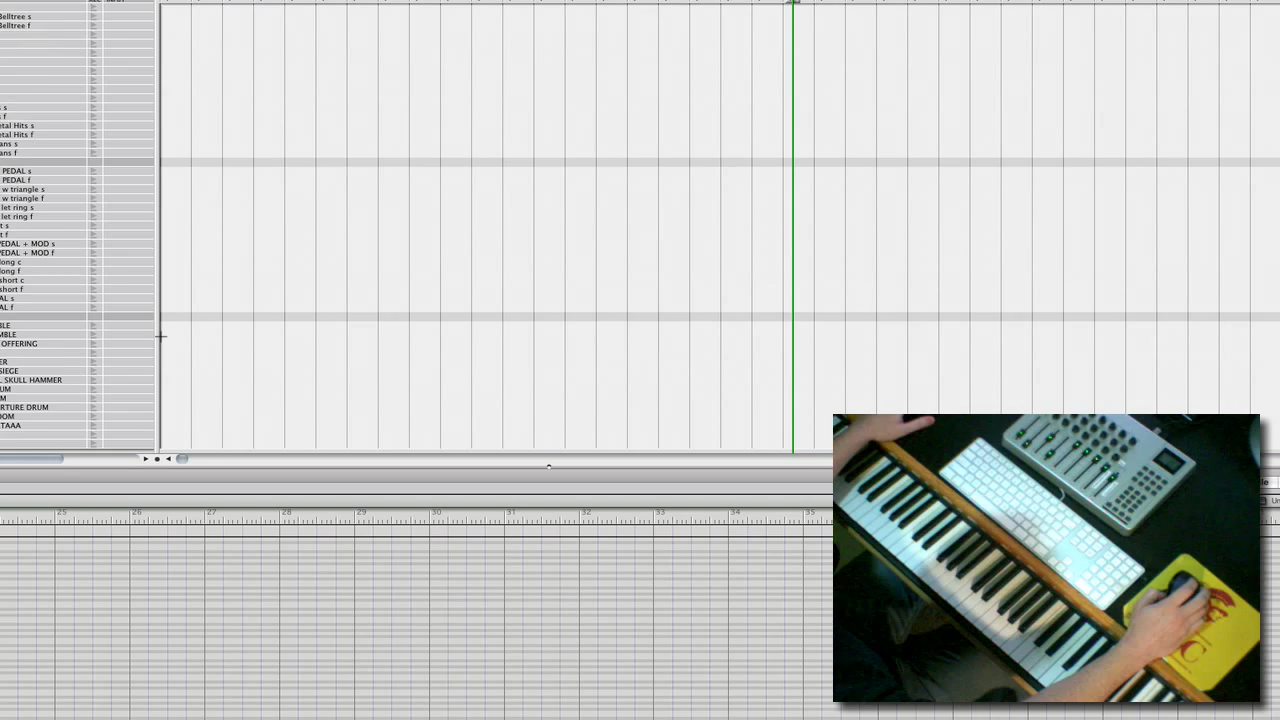 Belltree s
Belltree f
s s
s f
etal Hits s
etal Hits f
ans s
ans f
PEDAL s
PEDAL f
w triangle s
w triangle f
let ring s
let ring f
t s
t f
PEDAL + MOD s
PEDAL + MOD f
long c
long f
short c
short f
AL s
AL f
BLE
MBLE
OFFERING
ER
SIEGE
L SKULL HAMMER
UM
M
RTURE DRUM
OOM
TAAA
25 26 27 28 29 30 31 32 33 34 35